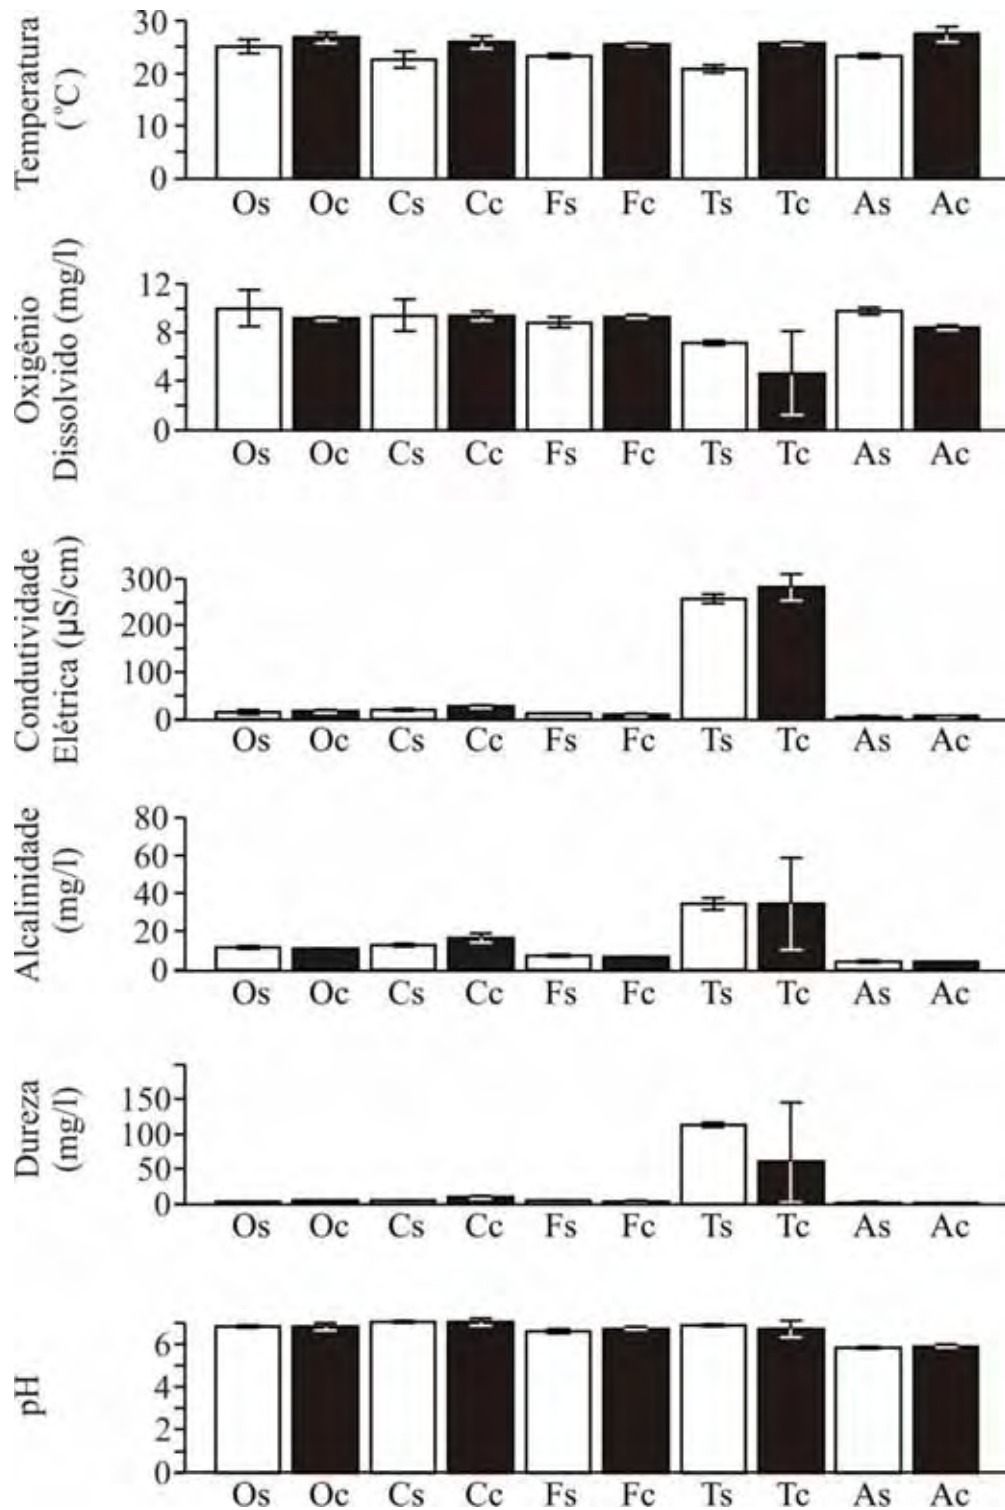 Temperatura
(°C)
30
20
10
0
Os Oc Cs Cc Fs Fc Ts Tc As Ac
Oxigênio
Dissolvido (mg/l)
12
8
4
0
Os Oc Cs Cc Fs Fc Ts Tc As Ac
Condutividade
Elétrica (µS/cm)
300
200
100
0
Os Oc Cs Cc Fs Fc Ts Tc As Ac
Alcalinidade
(mg/l)
80
60
40
20
0
Os Oc Cs Cc Fs Fc Ts Tc As Ac
Dureza
(mg/l)
150
100
50
0
Os Oc Cs Cc Fs Fc Ts Tc As Ac
pH
6
4
2
0
Os Oc Cs Cc Fs Fc Ts Tc As Ac